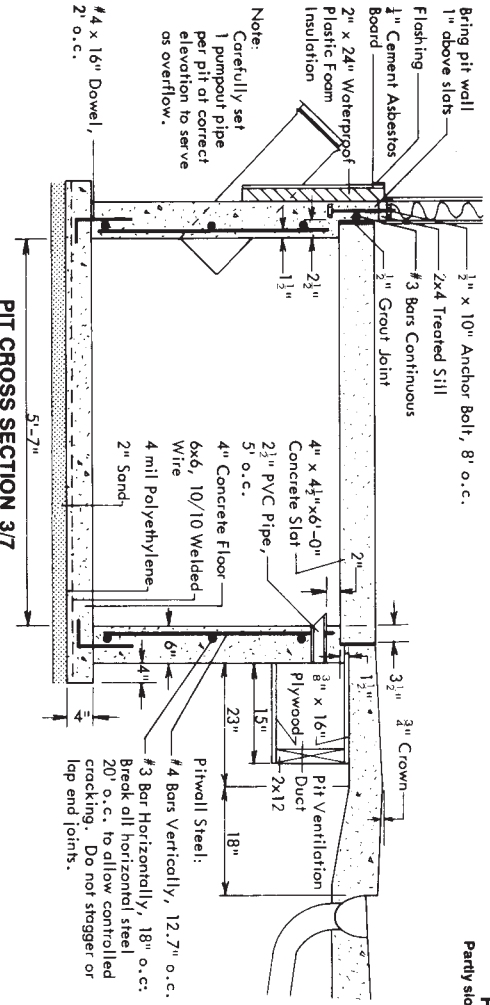 Bring pit wall
1" above slats
Flashing
¼" Cement Asbestos
Board
2" x 24" Waterproof
Plastic Foam
Insulation
Note:
Carefully set
1 pumpout pipe
per pit at correct
elevation to serve
as overflow.
#4 x 16" Dowel,
2' o.c.
½" x 10" Anchor Bolt, 8' o.c.
2x4 Treated Sill
#3 Bars Continuous
½" Grout Joint
2½"
1½"
4" x 4½"x6'-0"
Concrete Slat
2½" PVC Pipe,
5' o.c.
4" Concrete Floor
6x6, 10/10 Welded
Wire
4 mil Polyethylene
2" Sand
2"
3½"
1½"
¾" Crown
6"
4"
4"
⅜" x 16"
Plywood
Pit Ventilation
Duct
2x12
15"
23"
18"
Pitwall Steel:
#4 Bars Vertically, 12.7" o.c.
#3 Bar Horizontally, 18" o.c.
Break all horizontal steel
20' o.c. to allow controlled
cracking. Do not stagger or
lap end joints.
5'-7"
PIT CROSS SECTION 3/7
Partly